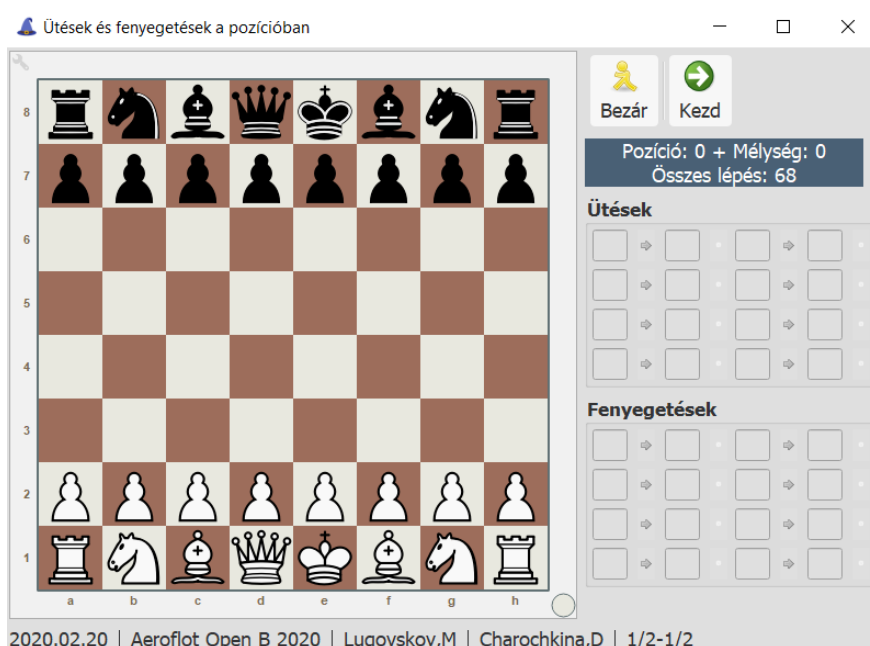 Ütések és fenyegetések a pozícióban
Bezár
Kezd
Pozíció: 0 + Mélység: 0
Összes lépés: 68
Ütések
Fenyegetések
8
7
6
5
4
3
2
1
a b c d e f g h
2020.02.20 | Aeroflot Open B 2020 | Lugovskoy,M | Charochkina,D | 1/2-1/2